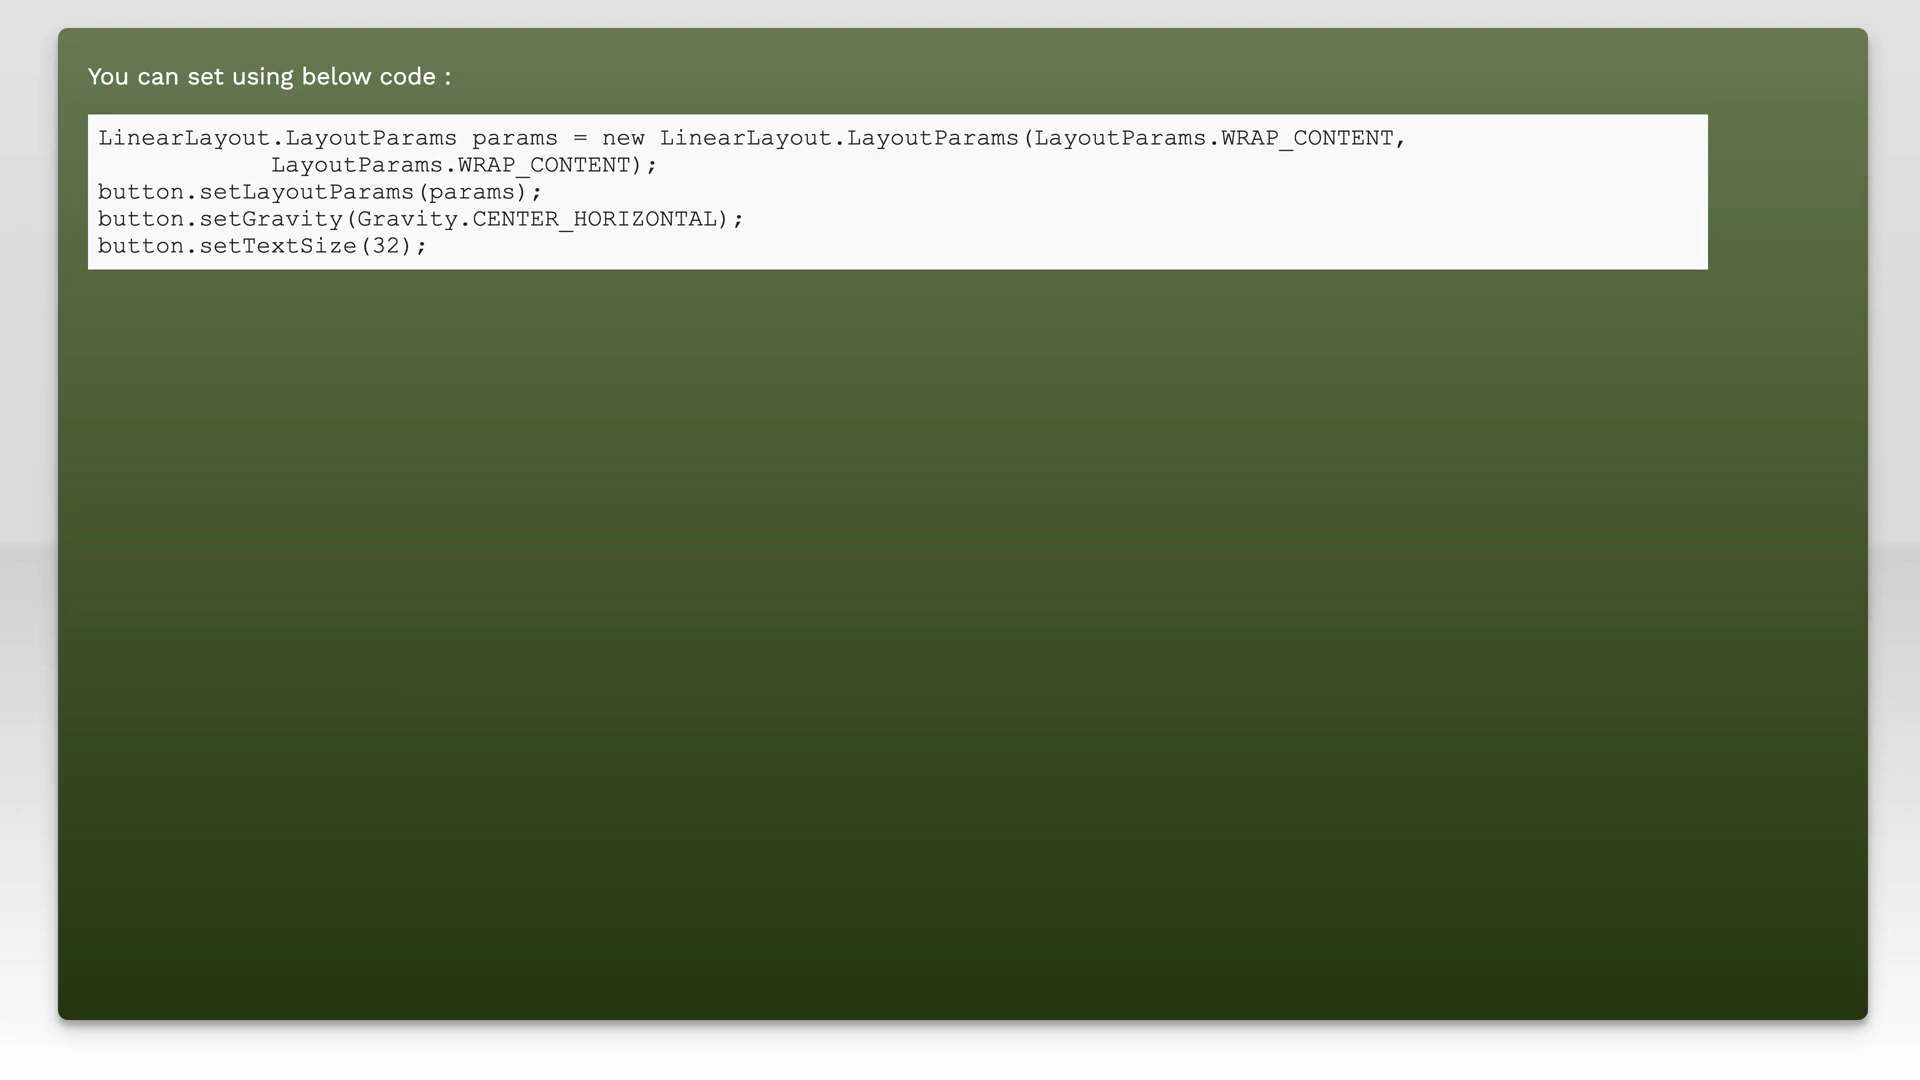 You can set using below code :
LinearLayout.LayoutParams params = new LinearLayout.LayoutParams(LayoutParams.WRAP_CONTENT,
            LayoutParams.WRAP_CONTENT);
button.setLayoutParams(params);
button.setGravity(Gravity.CENTER_HORIZONTAL);
button.setTextSize(32);